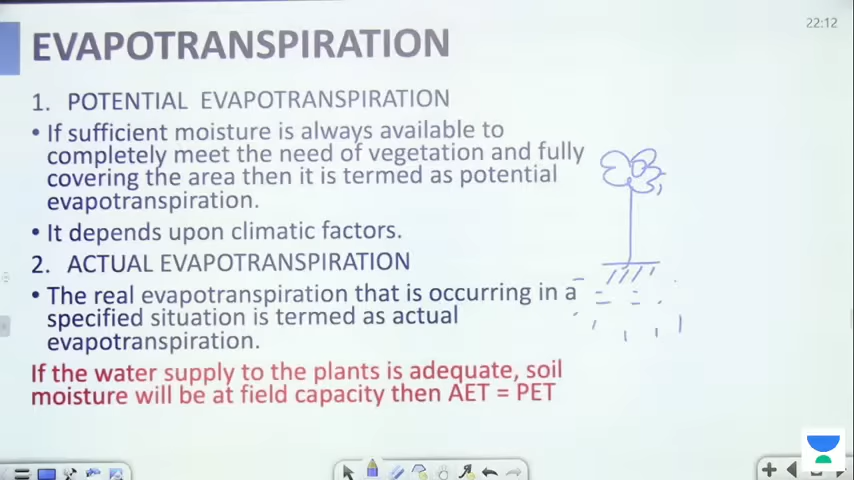 22:12
EVAPOTRANSPIRATION
1. POTENTIAL EVAPOTRANSPIRATION
• If sufficient moisture is always available to
completely meet the need of vegetation and fully
covering the area then it is termed as potential
evapotranspiration.
• It depends upon climatic factors.
2. ACTUAL EVAPOTRANSPIRATION
• The real evapotranspiration that is occurring in a
specified situation is termed as actual
evapotranspiration.
If the water supply to the plants is adequate, soil
moisture will be at field capacity then AET = PET